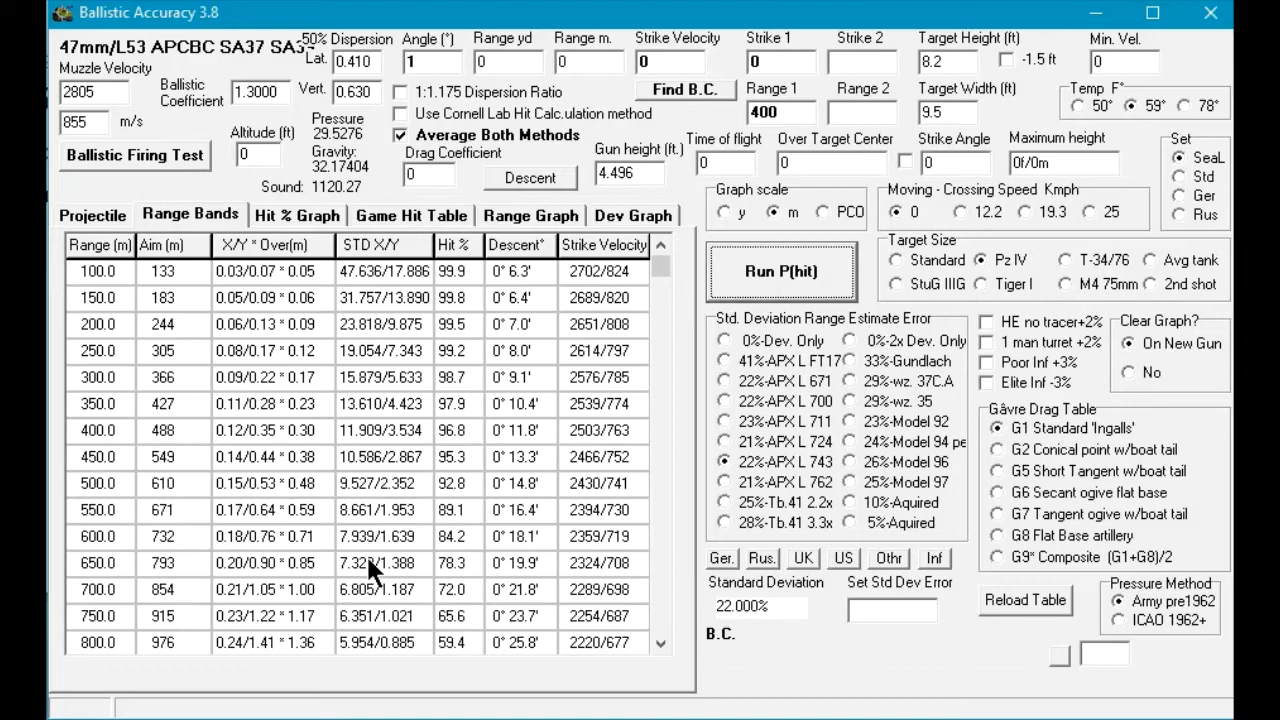 Ballistic Accuracy 3.8
47mm/L53 APCBC SA37 SA3
50% Dispersion
Angle (°)
Range yd
Range m.
Strike Velocity
Strike 1
Strike 2
Target Height (ft)
Min. Vel.
Lat.
0.410
1
0
0
0
0
8.2
-1.5 ft
0
Muzzle Velocity
2805
Ballistic
Coefficient
1.3000
Vert.
0.630
1:1.175 Dispersion Ratio
Find B.C.
Range 1
Range 2
Target Width (ft)
Temp F°
50°
59°
78°
855
m/s
Use Cornell Lab Hit Calc.ulation method
400
9.5
Altitude (ft)
0
Pressure
29.5276
Gravity:
32.17404
Sound: 1120.27
Average Both Methods
Drag Coefficient
0
Descent
Gun height (ft.)
4.496
Time of flight
0
Over Target Center
0
Strike Angle
0
Maximum height
0f/0m
Set
SeaL
Std
Ger
Rus
Ballistic Firing Test
Graph scale
y
m
PCO
Moving - Crossing Speed Kmph
0
12.2
19.3
25
Projectile
Range Bands
Hit % Graph
Game Hit Table
Range Graph
Dev Graph
Range (m) Aim (m) X/Y * Over(m) STD X/Y Hit % Descent° Strike Velocity
100.0 133 0.03/0.07 * 0.05 47.636/17.886 99.9 0° 6.3' 2702/824
150.0 183 0.05/0.09 * 0.06 31.757/13.890 99.8 0° 6.4' 2689/820
200.0 244 0.06/0.13 * 0.09 23.818/9.875 99.5 0° 7.0' 2651/808
250.0 305 0.08/0.17 * 0.12 19.054/7.343 99.2 0° 8.0' 2614/797
300.0 366 0.09/0.22 * 0.17 15.879/5.633 98.7 0° 9.1' 2576/785
350.0 427 0.11/0.28 * 0.23 13.610/4.423 97.9 0° 10.4' 2539/774
400.0 488 0.12/0.35 * 0.30 11.909/3.534 96.8 0° 11.8' 2503/763
450.0 549 0.14/0.44 * 0.38 10.586/2.867 95.3 0° 13.3' 2466/752
500.0 610 0.15/0.53 * 0.48 9.527/2.352 92.8 0° 14.8' 2430/741
550.0 671 0.17/0.64 * 0.59 8.661/1.953 89.1 0° 16.4' 2394/730
600.0 732 0.18/0.76 * 0.71 7.939/1.639 84.2 0° 18.1' 2359/719
650.0 793 0.20/0.90 * 0.85 /1.388 78.3 0° 19.9' 2324/708
700.0 854 0.21/1.05 * 1.00 6.805/1.187 72.0 0° 21.8' 2289/698
750.0 915 0.23/1.22 * 1.17 6.351/1.021 65.6 0° 23.7' 2254/687
800.0 976 0.24/1.41 * 1.36 5.954/0.885 59.4 0° 25.8' 2220/677
Run P(hit)
Target Size
Standard
Pz IV
T-34/76
Avg tank
StuG IIIG
Tiger I
M4 75mm
2nd shot
Std. Deviation Range Estimate Error
0%-Dev. Only 0%-2x Dev. Only
41%-APX L FT17 33%-Gundlach
22%-APX L 671 29%-wz. 37C.A
22%-APX L 700 29%-wz. 35
23%-APX L 711 23%-Model 92
21%-APX L 724 24%-Model 94 pe
22%-APX L 743 26%-Model 96
21%-APX L 762 25%-Model 97
25%-Tb.41 2.2x 10%-Aquired
28%-Tb.41 3.3x 5%-Aquired
HE no tracer+2%
1 man turret +2%
Poor Inf +3%
Elite Inf -3%
Clear Graph?
On New Gun
No
Gâvre Drag Table
G1 Standard 'Ingalls'
G2 Conical point w/boat tail
G5 Short Tangent w/boat tail
G6 Secant ogive flat base
G7 Tangent ogive w/boat tail
G8 Flat Base artillery
G9* Composite (G1+G8)/2
Ger.
Rus.
UK
US
Othr
Inf
Standard Deviation
22.000%
Set Std Dev Error
Reload Table
Pressure Method
Army pre1962
ICAO 1962+
B.C.